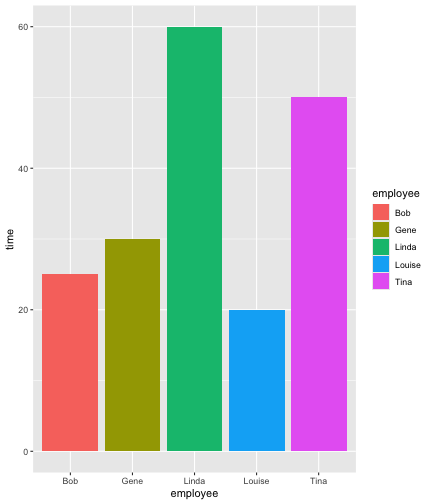 60
40
20
0
time
Bob Gene Linda Louise Tina
employee
employee
Bob
Gene
Linda
Louise
Tina